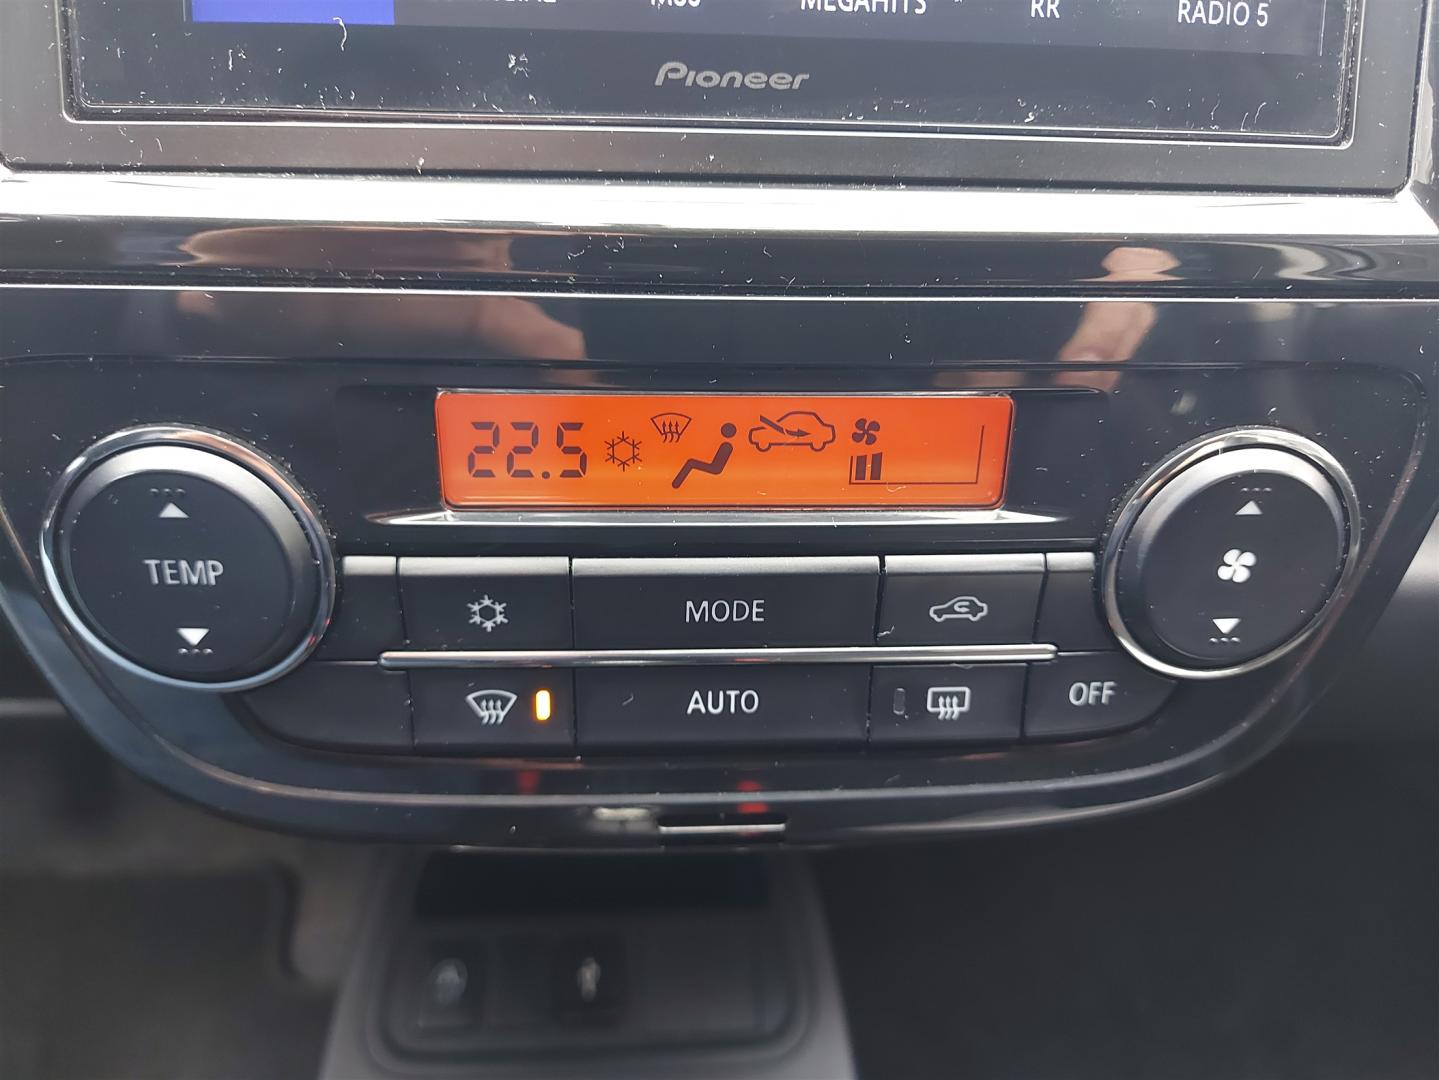 MEGAHITS RR RADIO 5
Pioneer
22.5
TEMP
MODE
AUTO
OFF